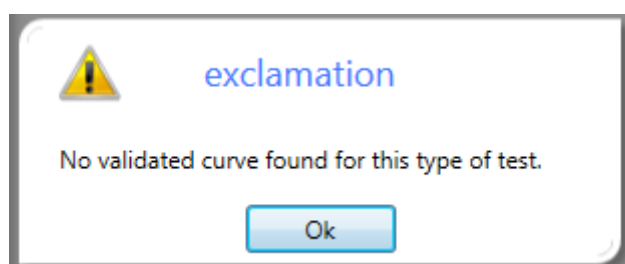 exclamation
No validated curve found for this type of test.
Ok